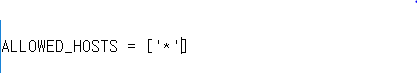 ALLOWED_HOSTS = ['*']